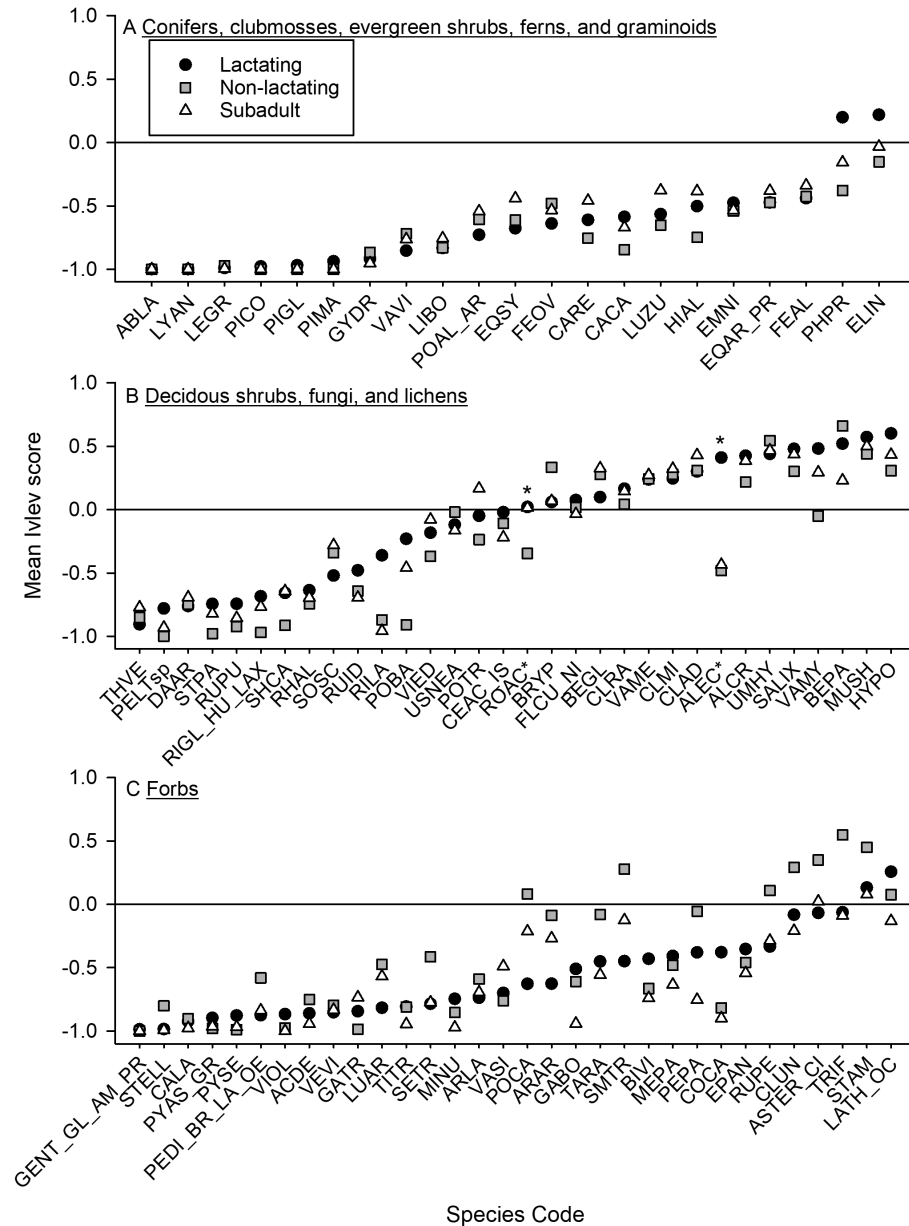 A Conifers, clubmosses, evergreen shrubs, ferns, and graminoids
Lactating
Non-lactating
Subadult
1.0
0.5
0.0
-0.5
-1.0
ABLA
LYAN
LEGR
PICO
PIGL
PIMA
GYDR
VAVI
LIBO
POAL_AR
EQSY
FEOV
CARE
CACA
LUZU
HIAL
EMNI
EQAR_PR
FEAL
PHPR
ELIN
Mean Ivlev score
B Decidous shrubs, fungi, and lichens
1.0
0.5
0.0
-0.5
-1.0
*
*
THVE
PELTsp
DAAR
STPA
RUPU
RIGL_HU_LAX
SHCA
RHAL
SOSC
RUID
RILA
POBA
VIED
USNEA
POTR
CEAC_IS
ROAC*
BRYP
FLCU_NI
BEGL
CLRA
VAME
CLMI
CLAD
ALEC*
ALCR
UMHY
SALIX
VAMY
BEPA
MUSH
HYPO
C Forbs
1.0
0.5
0.0
-0.5
-1.0
GENT_GL_AM_PR
STELL
CALA
PYAS_GR
PYSE
PEDI_BR_LA_OE
VIOL
ACDE
VEVI
GATR
LUAR
TITR
SETR
MINU
ARLA
VASI
POCA
ARAR
GABO
TARA
SMTR
BIVI
MEPA
PEPA
COCA
EPAN
RUPE
CLUN
ASTER_CI
TRIF
STAM
LATH_OC
Species Code